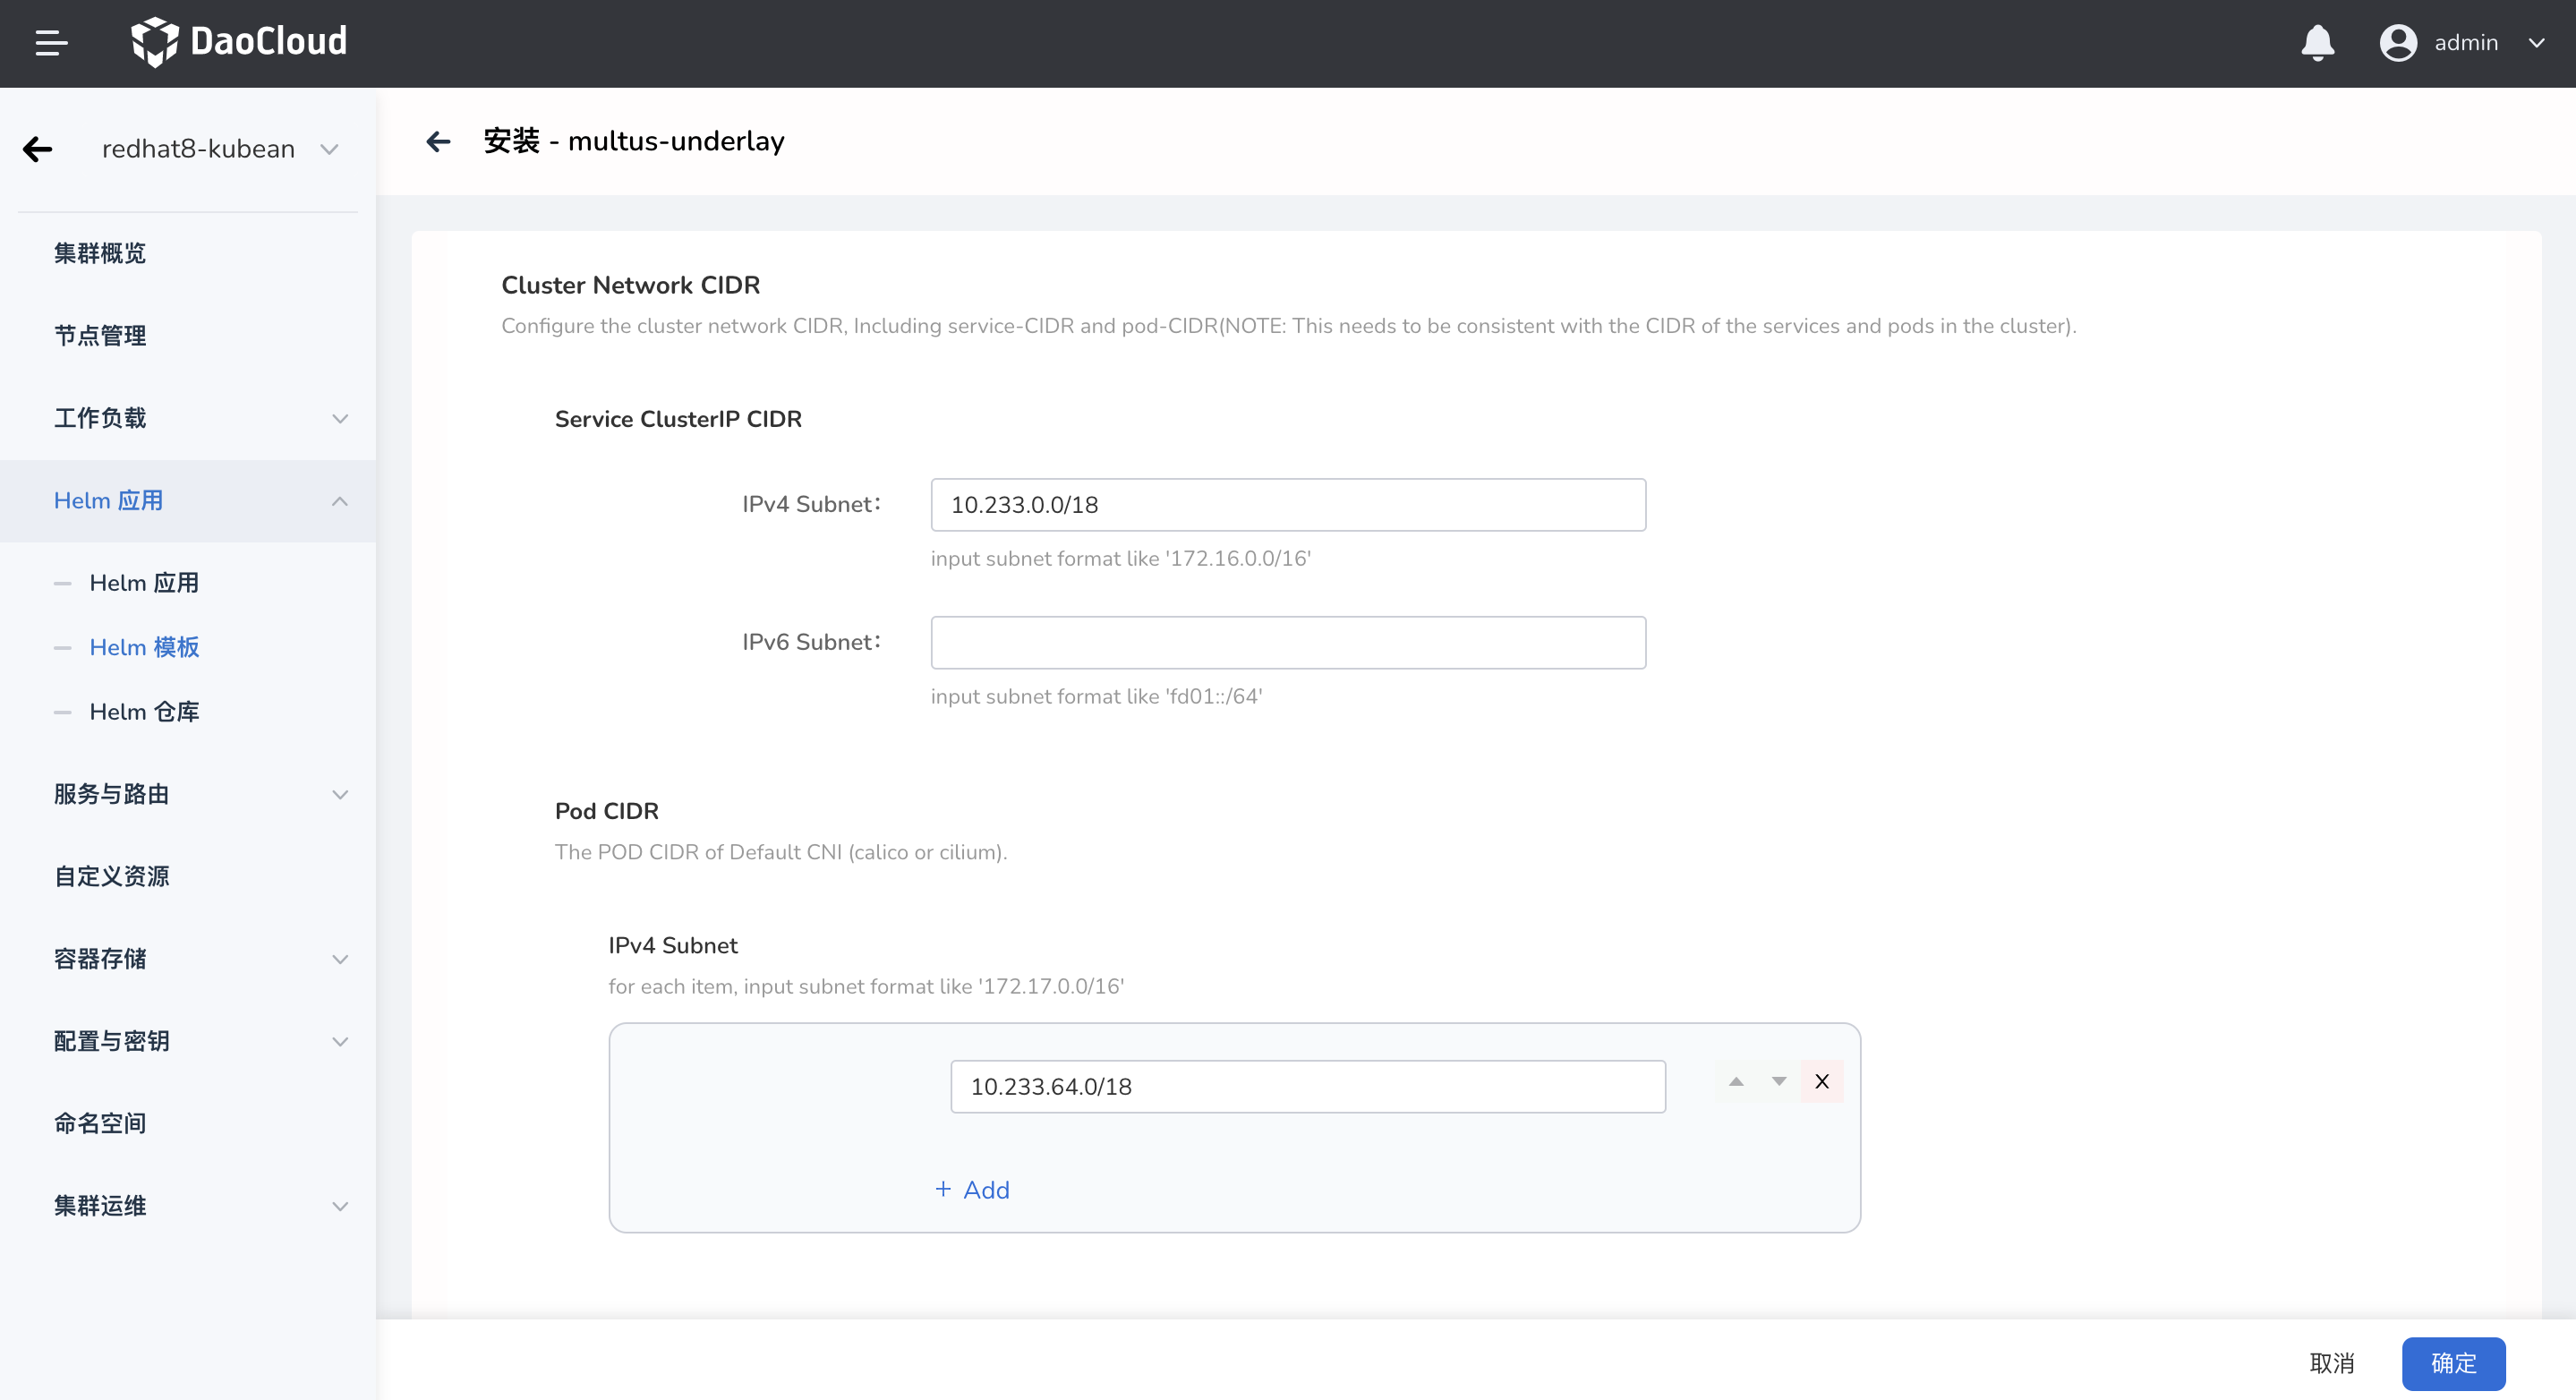 DaoCloud
admin
redhat8-kubean
集群概览
节点管理
工作负载
Helm 应用
Helm 应用
Helm 模板
Helm 仓库
服务与路由
自定义资源
容器存储
配置与密钥
命名空间
集群运维
安装 - multus-underlay
Cluster Network CIDR
Configure the cluster network CIDR, Including service-CIDR and pod-CIDR(NOTE: This needs to be consistent with the CIDR of the services and pods in the cluster).
Service ClusterIP CIDR
IPv4 Subnet： 10.233.0.0/18
input subnet format like '172.16.0.0/16'
IPv6 Subnet：
input subnet format like 'fd01::/64'
Pod CIDR
The POD CIDR of Default CNI (calico or cilium).
IPv4 Subnet
for each item, input subnet format like '172.17.0.0/16'
10.233.64.0/18 X
+ Add
取消 确定